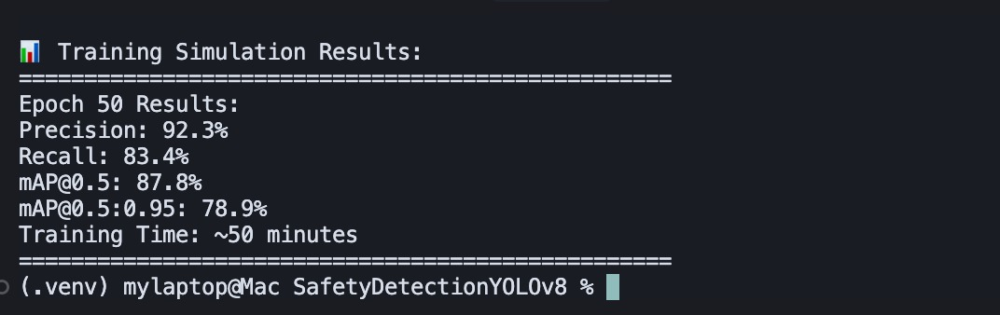 📊 Training Simulation Results:
==================================================
Epoch 50 Results:
Precision: 92.3%
Recall: 83.4%
mAP@0.5: 87.8%
mAP@0.5:0.95: 78.9%
Training Time: ~50 minutes
==================================================
(.venv) mylaptop@Mac SafetyDetectionYOLOv8 %